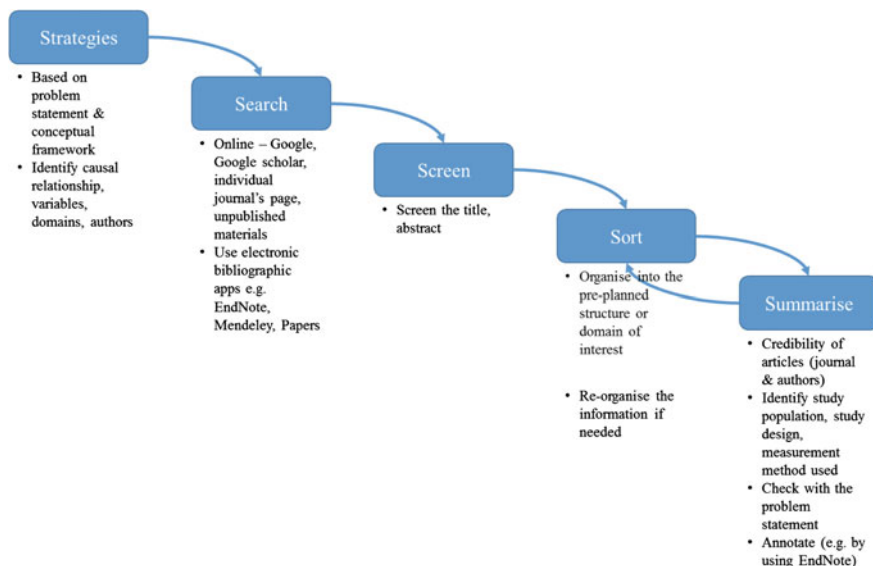 Strategies
• Based on
problem
statement &
conceptual
framework
• Identify causal
relationship,
variables,
domains, authors
Search
• Online – Google,
Google scholar,
individual
journal's page,
unpublished
materials
• Use electronic
bibliographic
apps e.g.
EndNote,
Mendeley, Papers
Screen
• Screen the title,
abstract
Sort
• Organise into the
pre-planned
structure or
domain of
interest
• Re-organise the
information if
needed
Summarise
• Credibility of
articles (journal
& authors)
• Identify study
population, study
design,
measurement
method used
• Check with the
problem
statement
• Annotate (e.g. by
using EndNote)